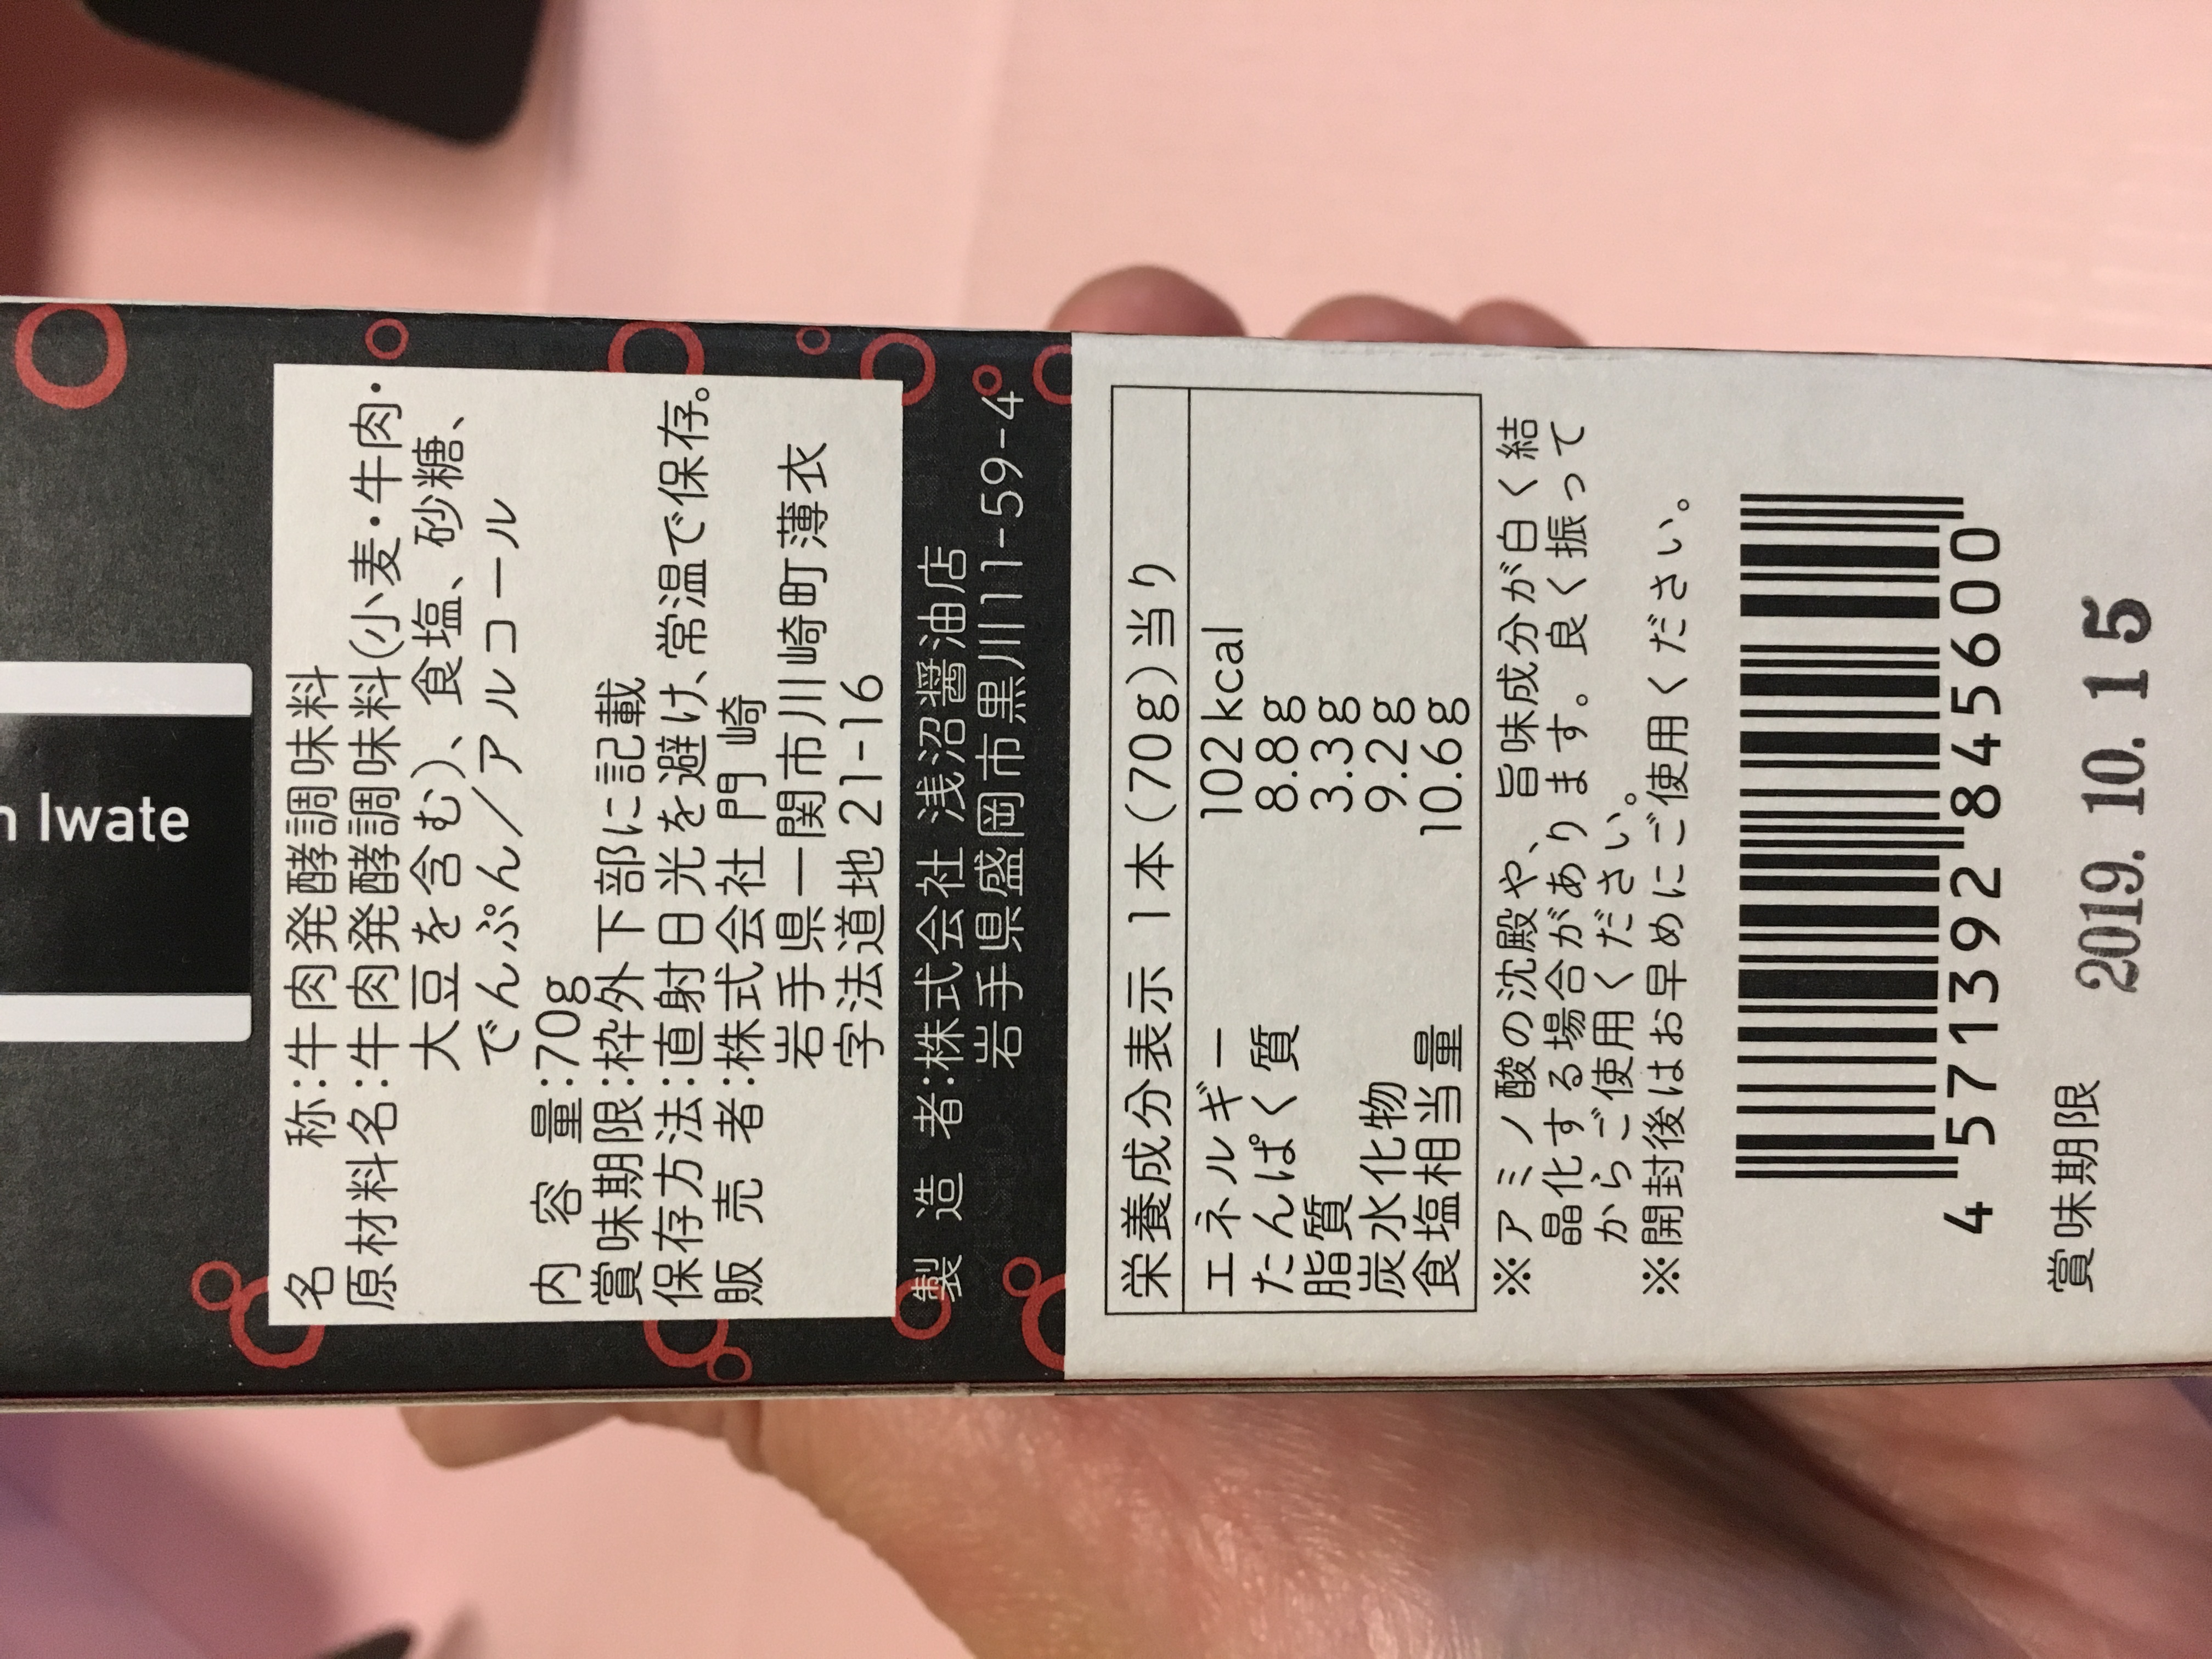 n Iwate
名　　称:牛肉発酵調味料
原材料名:牛肉発酵調味料(小麦・牛肉・
大豆を含む)、食塩、砂糖、
でんぷん／アルコール
内　容　量:70g
賞味期限:枠外下部に記載
保存方法:直射日光を避け、常温で保存。
販　売　者:株式会社 門 崎
岩手県一関市川崎町薄衣
字法道地 21-16
製　造　者:株式会社 浅沼醤油店
岩手県盛岡市黒川11-59-4
栄養成分表示 1本(70g)当り
エネルギー 102kcal
たんぱく質 8.8g
脂質 3.3g
炭水化物 9.2g
食塩相当量 10.6g
※アミノ酸の沈殿や、旨味成分が白く結
晶化する場合があります。良く振って
からご使用ください。
※開封後はお早めにご使用ください。
4 571392 845600
賞味期限 2019. 10. 15